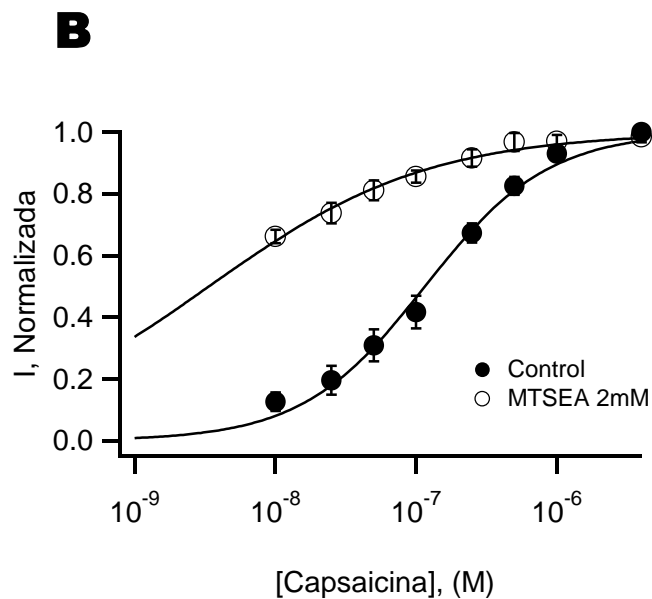 B
I, Normalizada
1.0
0.8
0.6
0.4
0.2
0.0
Control
MTSEA 2mM
10⁻⁹ 10⁻⁸ 10⁻⁷ 10⁻⁶
[Capsaicina], (M)